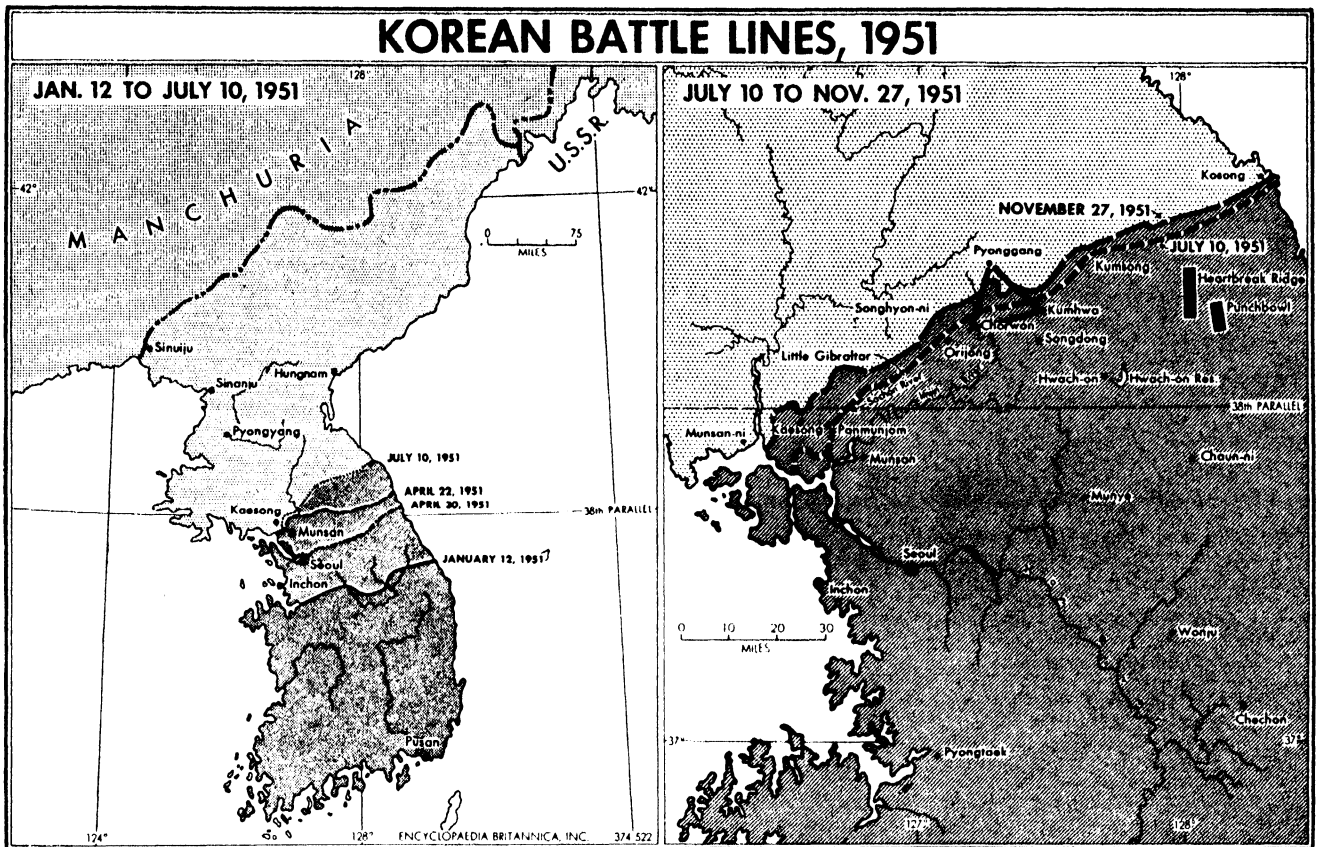 KOREAN BATTLE LINES, 1951
JAN. 12 TO JULY 10, 1951
128°
MANCHURIA
U.S.S.R.
42°
42°
0 75
MILES
Sinuiju
Sinanju
Hungnam
Pyongyang
JULY 10, 1951
APRIL 22, 1951
APRIL 30, 1951
Kaesong
38th PARALLEL
Munsan
Seoul
JANUARY 12, 1951
Inchon
Pusan
124°
128°
ENCYCLOPAEDIA BRITANNICA, INC.
374 522
JULY 10 TO NOV. 27, 1951
128°
Kosong
NOVEMBER 27, 1951
JULY 10, 1951
Pyonggang
Kumsong
Heartbreak Ridge
Punchbowl
Songhyon-ni
Kumhwa
Chorwon
Songdong
Orijong
Little Gibraltar
Hwach-on
Hwach-on Res.
River
38th PARALLEL
Kaesong
Panmunjom
Munsan-ni
Munsan
Chaun-ni
Munye
Seoul
Inchon
0 10 20 30
MILES
Wonju
Chechon
37°
37°
Pyongtaek
127°
128°